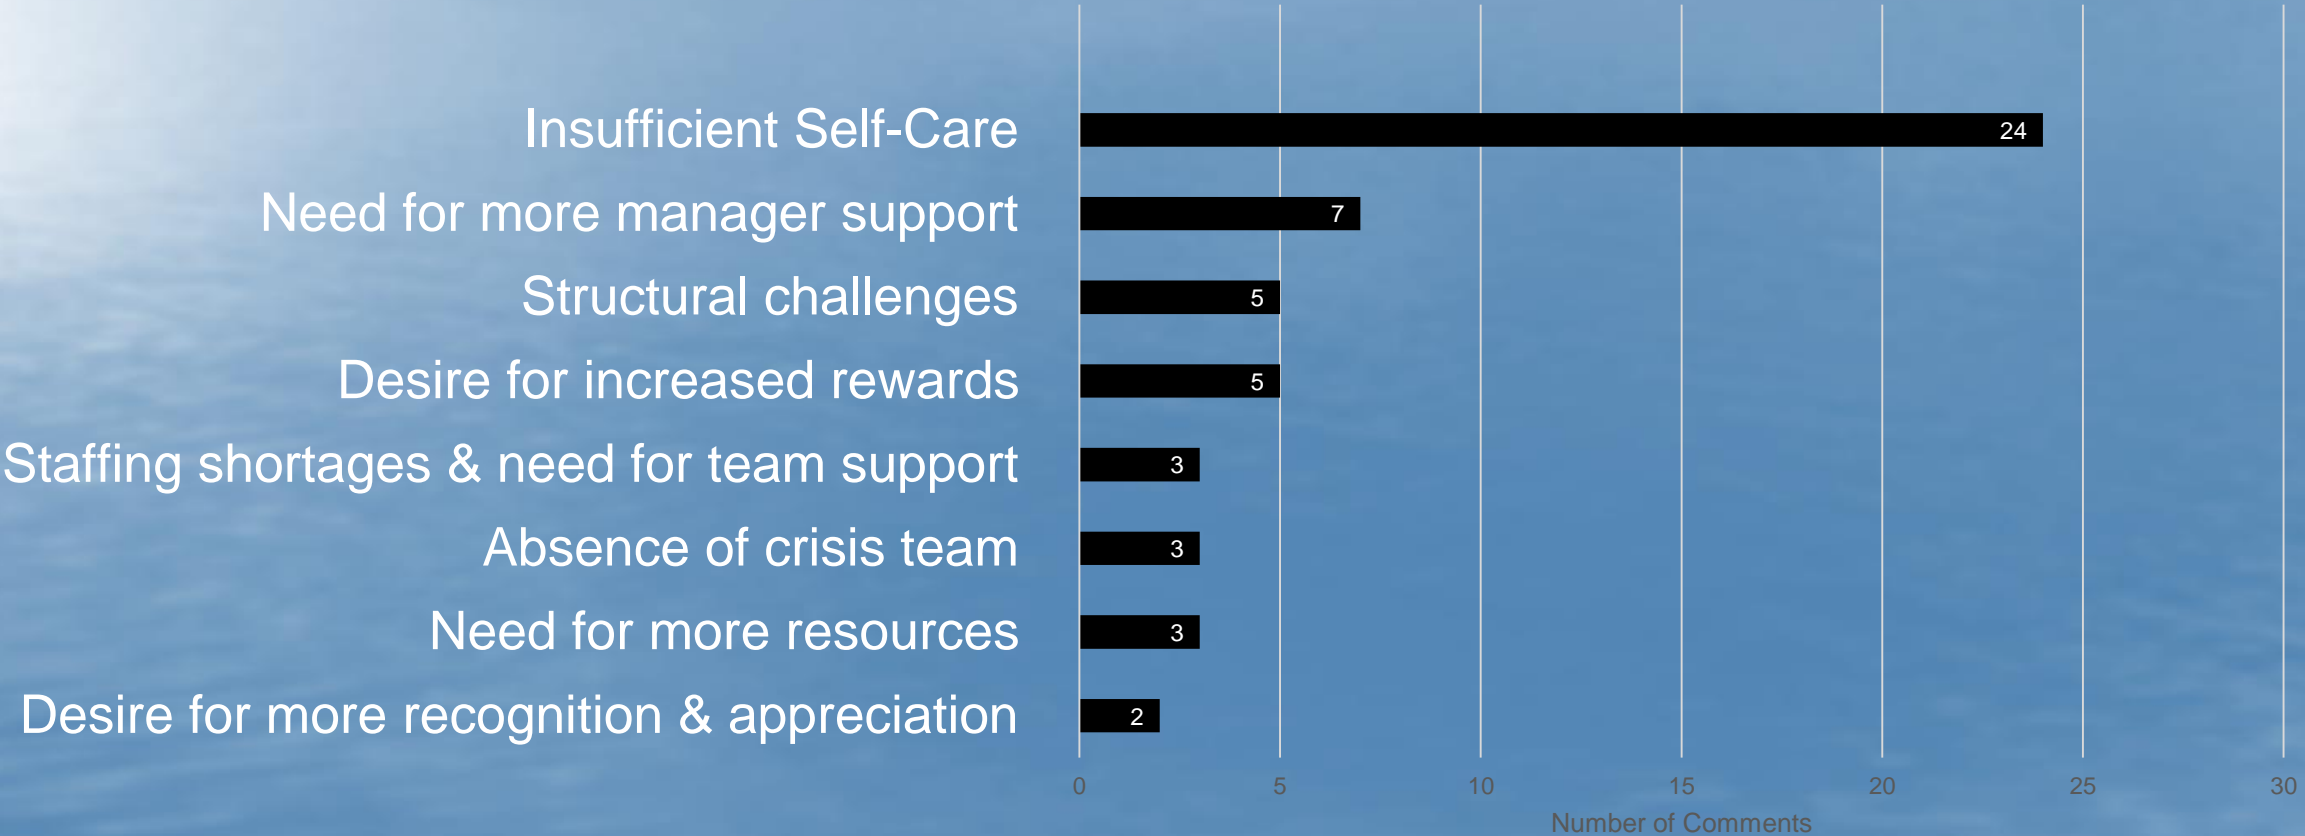 Insufficient Self-Care 24
Need for more manager support 7
Structural challenges 5
Desire for increased rewards 5
Staffing shortages & need for team support 3
Absence of crisis team 3
Need for more resources 3
Desire for more recognition & appreciation 2
0 5 10 15 20 25 30
Number of Comments